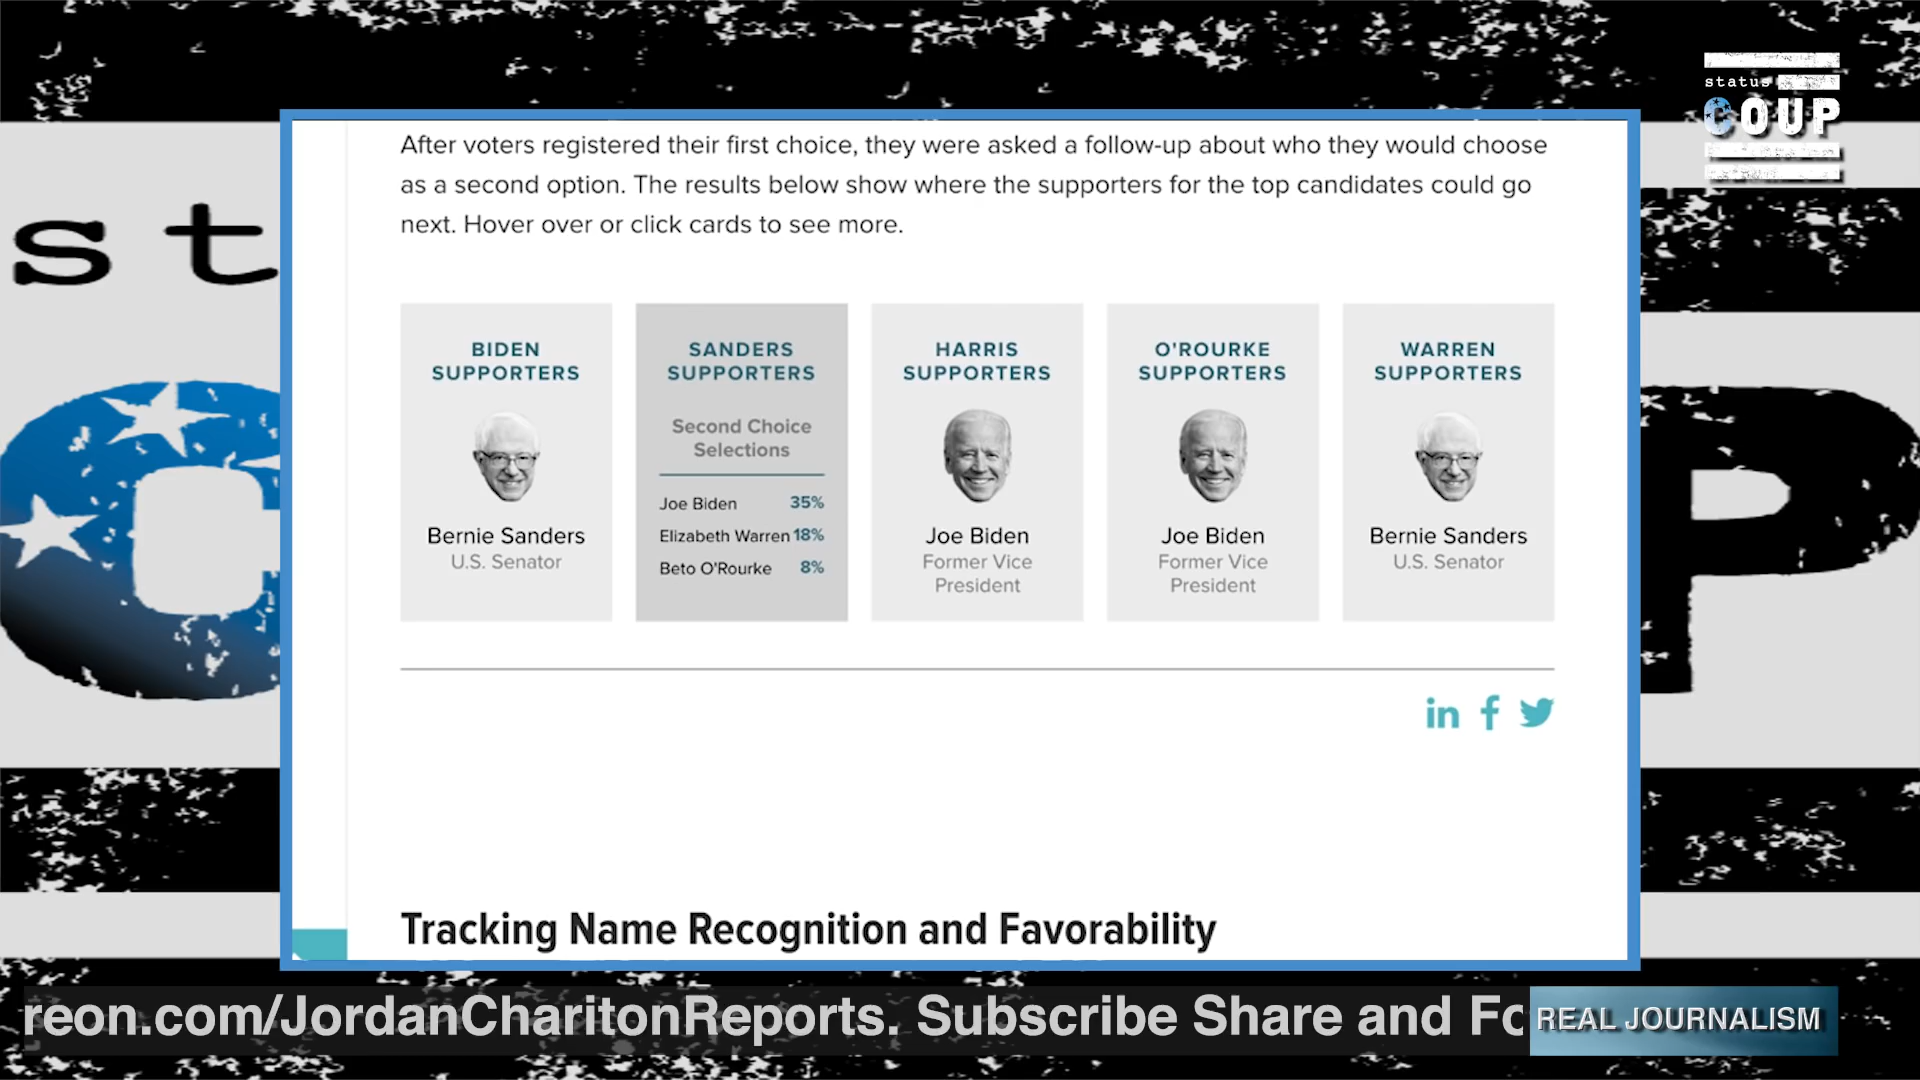 status
COUP
After voters registered their first choice, they were asked a follow-up about who they would choose
as a second option. The results below show where the supporters for the top candidates could go
next. Hover over or click cards to see more.
st
BIDEN
SUPPORTERS
Bernie Sanders
U.S. Senator
SANDERS
SUPPORTERS
Second Choice
Selections
Joe Biden 35%
Elizabeth Warren 18%
Beto O'Rourke 8%
HARRIS
SUPPORTERS
Joe Biden
Former Vice
President
O'ROURKE
SUPPORTERS
Joe Biden
Former Vice
President
WARREN
SUPPORTERS
Bernie Sanders
U.S. Senator
C P
in f
Tracking Name Recognition and Favorability
reon.com/JordanCharitonReports. Subscribe Share and Fo
REAL JOURNALISM